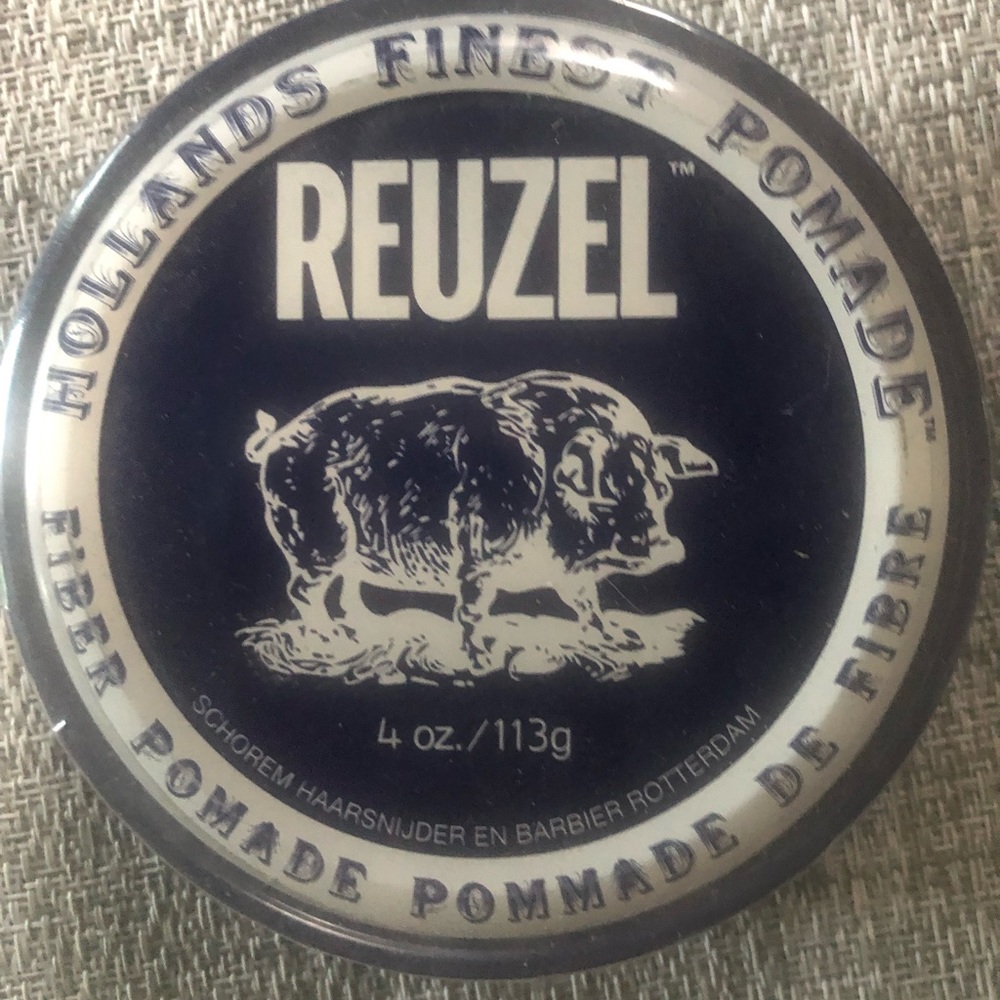 HOLLANDS FINEST POMADE™
REUZEL™
4 oz./113g
SCHOREM HAARSNIJDER EN BARBIER ROTTERDAM
FIBER POMADE POMMADE DE FIBRE